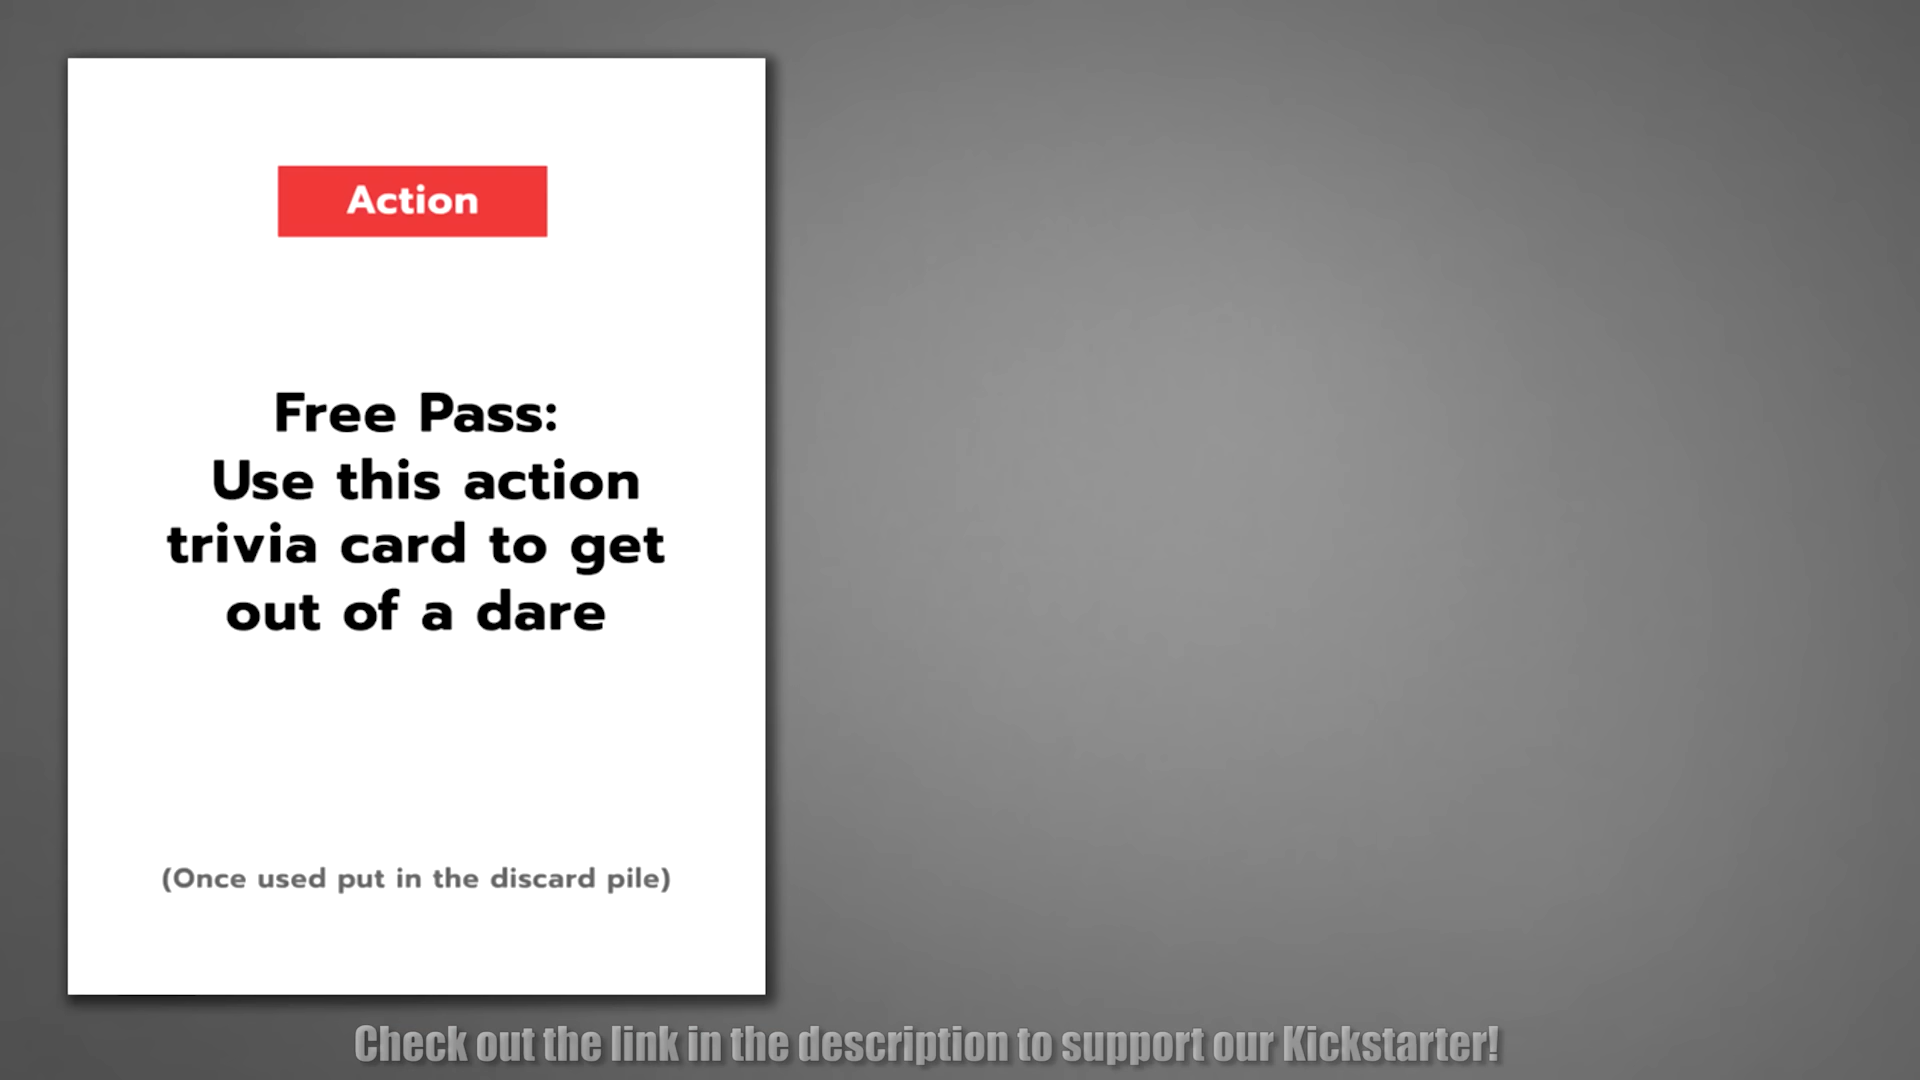 Action
Free Pass:
Use this action
trivia card to get
out of a dare
(Once used put in the discard pile)
Check out the link in the description to support our Kickstarter!